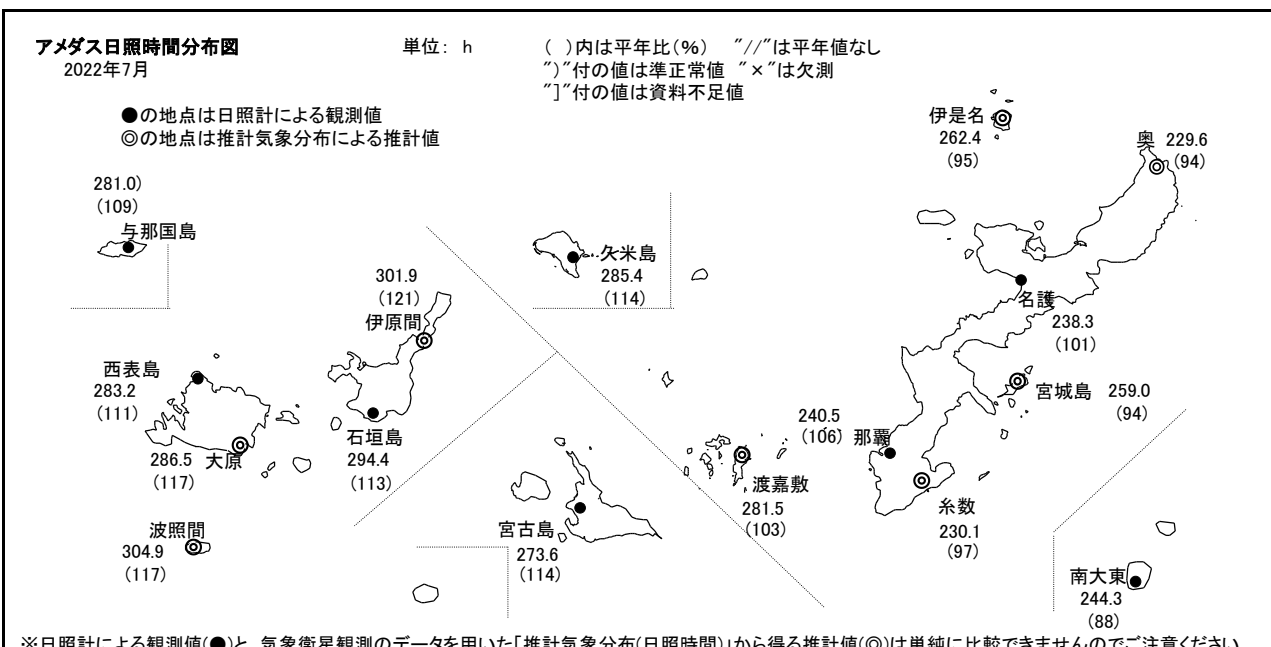 アメダス日照時間分布図
2022年7月
単位: h
( )内は平年比(%) "//"は平年値なし
")"付の値は準正常値 "×"は欠測
"]"付の値は資料不足値
●の地点は日照計による観測値
◎の地点は推計気象分布による推計値
伊是名
262.4
(95)
奥 229.6
(94)
281.0)
(109)
与那国島
久米島
285.4
(114)
301.9
(121)
伊原間
名護
238.3
(101)
西表島
283.2
(111)
宮城島 259.0
(94)
石垣島
294.4
(113)
240.5
(106) 那覇
286.5 大原
(117)
渡嘉敷
281.5
(103)
糸数
230.1
(97)
波照間
304.9
(117)
宮古島
273.6
(114)
南大東
244.3
(88)
※日照計による観測値(●)と、気象衛星観測のデータを用いた「推計気象分布(日照時間)」から得る推計値(◎)は単純に比較できませんのでご注意ください